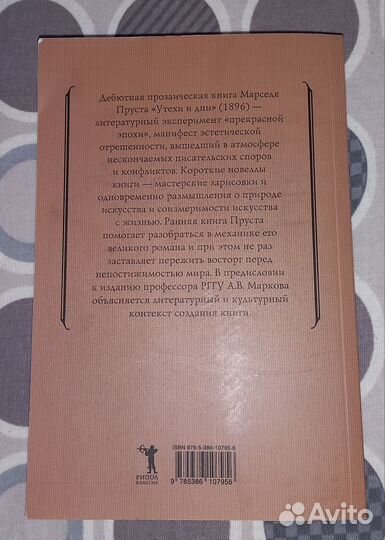 Дебютная прозаическая книга Марселя
Пруста «Утехи и дни» (1896) —
литературный эксперимент «прекрасной
эпохи», манифест эстетической
отрешенности, вышедший в атмосфере
нескончаемых писательских споров
и конфликтов. Короткие новеллы
книги — мастерские зарисовки и
одновременно размышления о природе
искусства и соизмеримости искусства
с жизнью. Ранняя книга Пруста
помогает разобраться в механике его
великого романа и при этом не раз
заставляет пережить восторг перед
непостижимостью мира. В предисловии
к изданию профессора РГГУ А.В. Маркова
объясняется литературный и культурный
контекст создания книги.
ISBN 978-5-386-10795-6
РИПОЛ
КЛАССИК
9 785386 107956
Avito